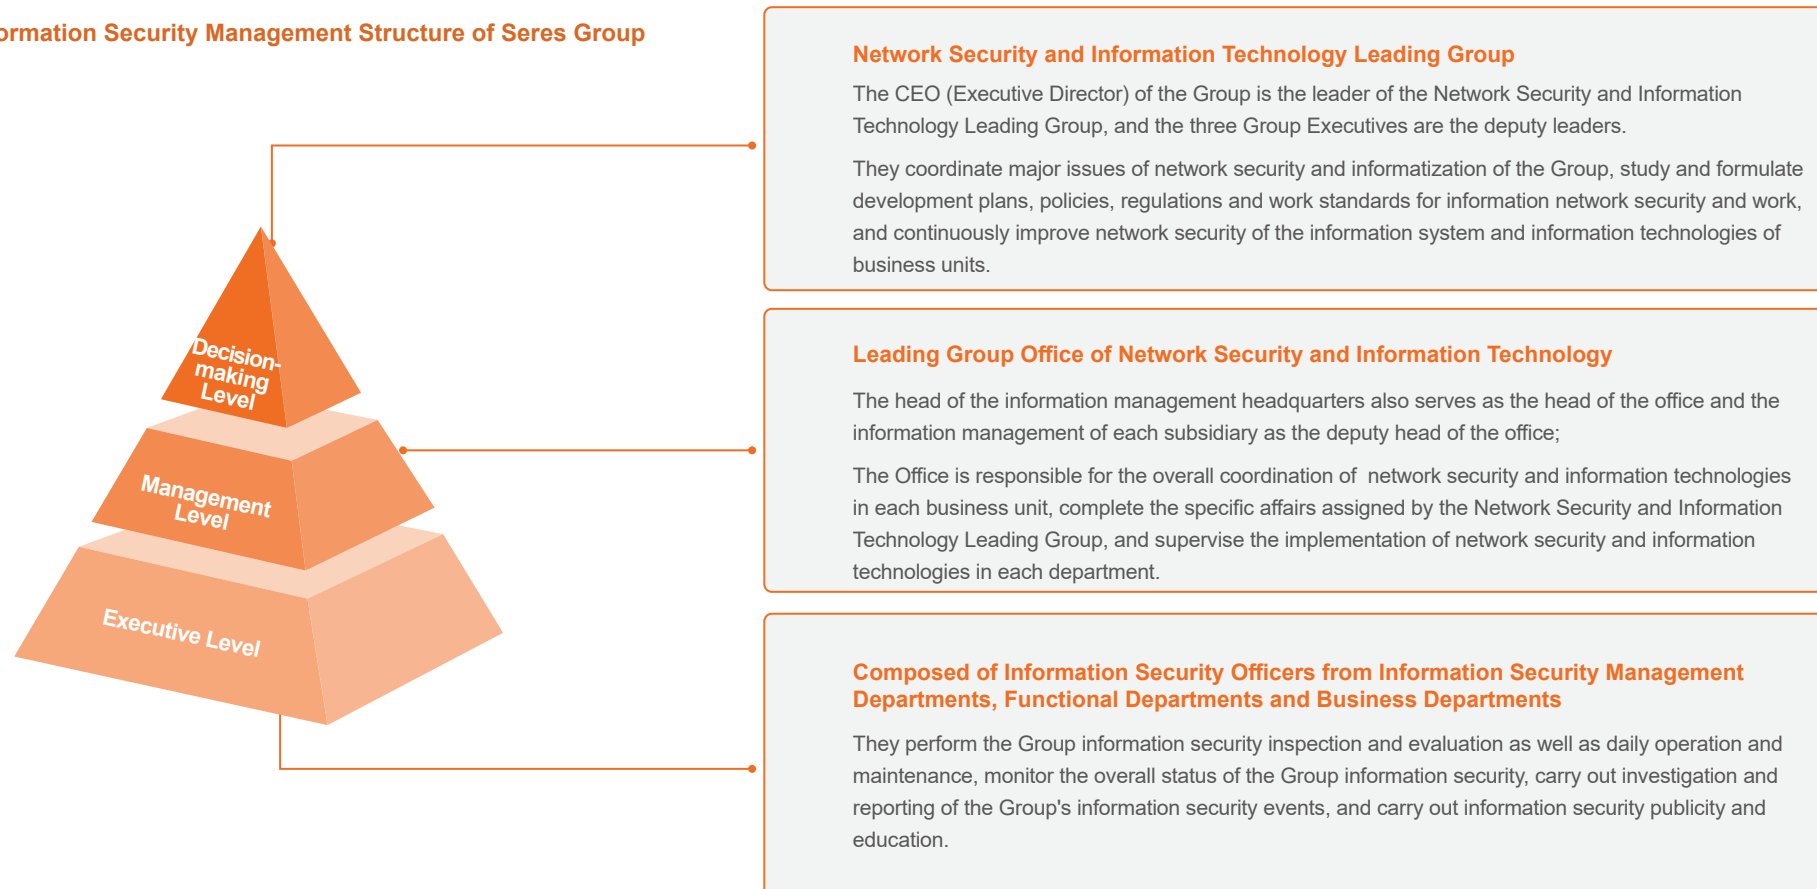 ormation Security Management Structure of Seres Group
Network Security and Information Technology Leading Group
The CEO (Executive Director) of the Group is the leader of the Network Security and Information
Technology Leading Group, and the three Group Executives are the deputy leaders.
They coordinate major issues of network security and informatization of the Group, study and formulate
development plans, policies, regulations and work standards for information network security and work,
and continuously improve network security of the information system and information technologies of
business units.
Decision-
making
Level
Leading Group Office of Network Security and Information Technology
The head of the information management headquarters also serves as the head of the office and the
information management of each subsidiary as the deputy head of the office;
The Office is responsible for the overall coordination of  network security and information technologies
in each business unit, complete the specific affairs assigned by the Network Security and Information
Technology Leading Group, and supervise the implementation of network security and information
technologies in each department.
Management
Level
Executive Level
Composed of Information Security Officers from Information Security Management
Departments, Functional Departments and Business Departments
They perform the Group information security inspection and evaluation as well as daily operation and
maintenance, monitor the overall status of the Group information security, carry out investigation and
reporting of the Group's information security events, and carry out information security publicity and
education.